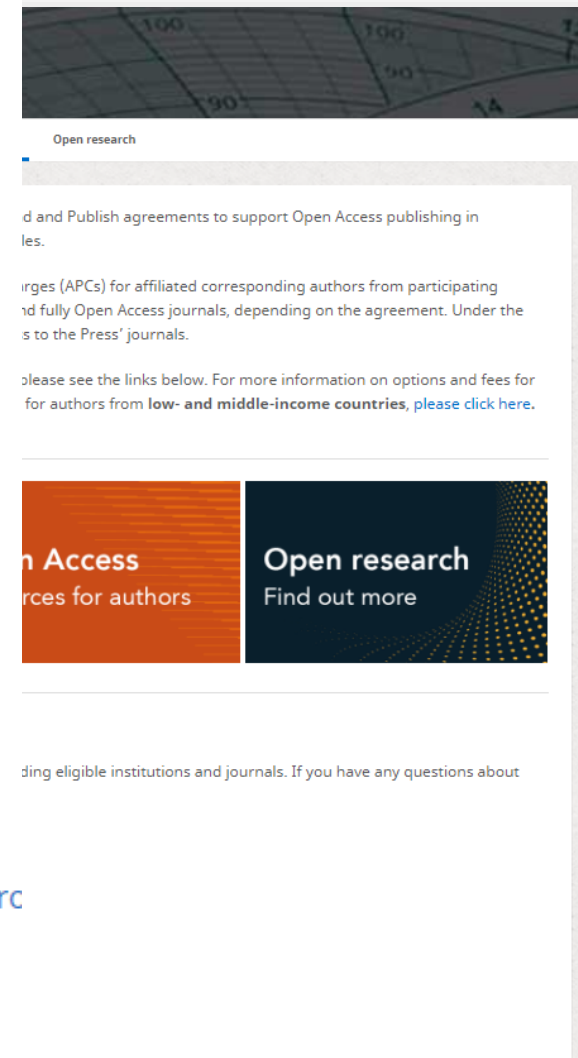 100
100
90
90
14
Open research
d and Publish agreements to support Open Access publishing in
les.
arges (APCs) for affiliated corresponding authors from participating
nd fully Open Access journals, depending on the agreement. Under the
s to the Press’ journals.
please see the links below. For more information on options and fees for
for authors from low- and middle-income countries, please click here.
n Access
rces for authors
Open research
Find out more
ding eligible institutions and journals. If you have any questions about